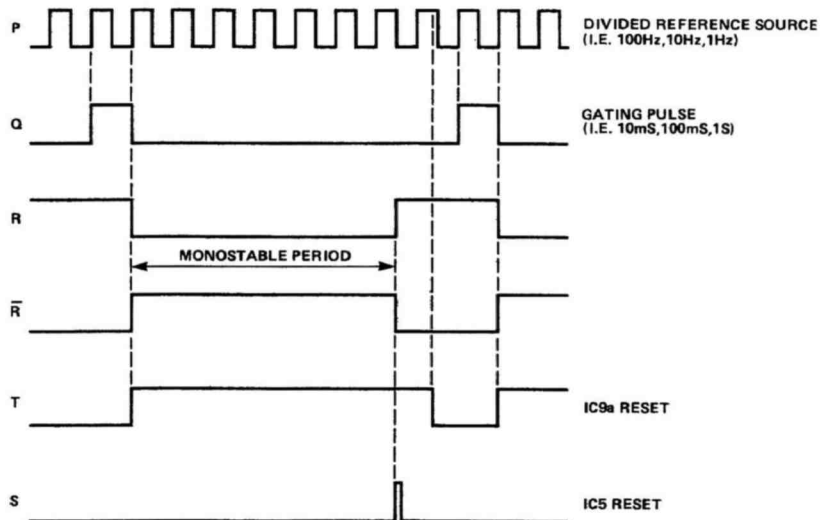 P
DIVIDED REFERENCE SOURCE
(I.E. 100Hz,10Hz,1Hz)
Q
GATING PULSE
(I.E. 10mS,100mS,1S)
R
MONOSTABLE PERIOD
R̅
T
IC9a RESET
S
IC5 RESET